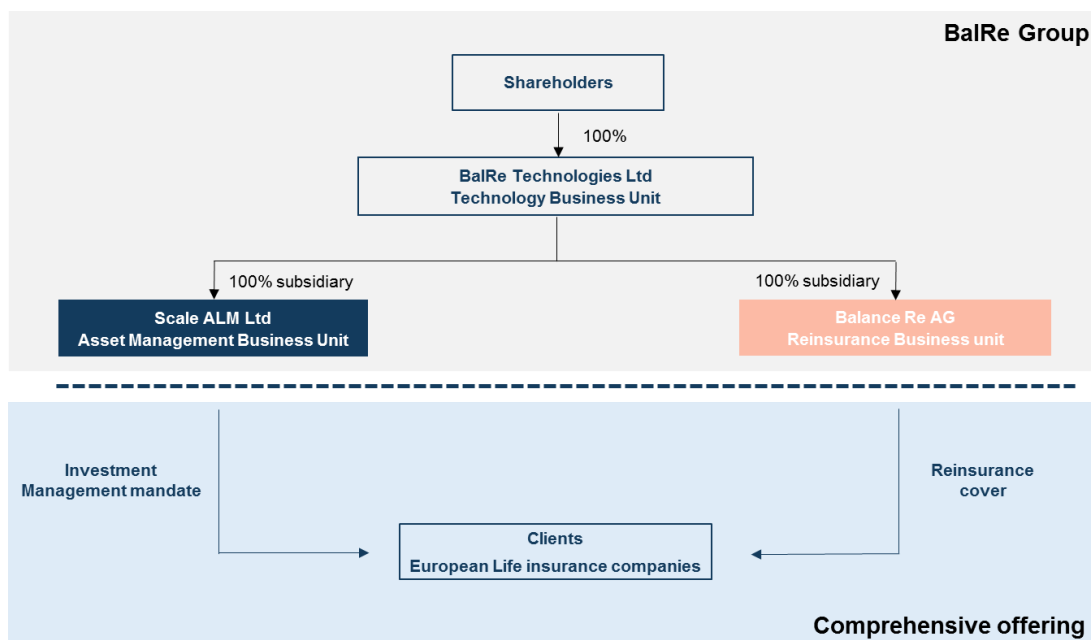 BalRe Group
Shareholders
100%
BalRe Technologies Ltd
Technology Business Unit
100% subsidiary
100% subsidiary
Scale ALM Ltd
Asset Management Business Unit
Balance Re AG
Reinsurance Business unit
Investment
Management mandate
Reinsurance
cover
Clients
European Life insurance companies
Comprehensive offering